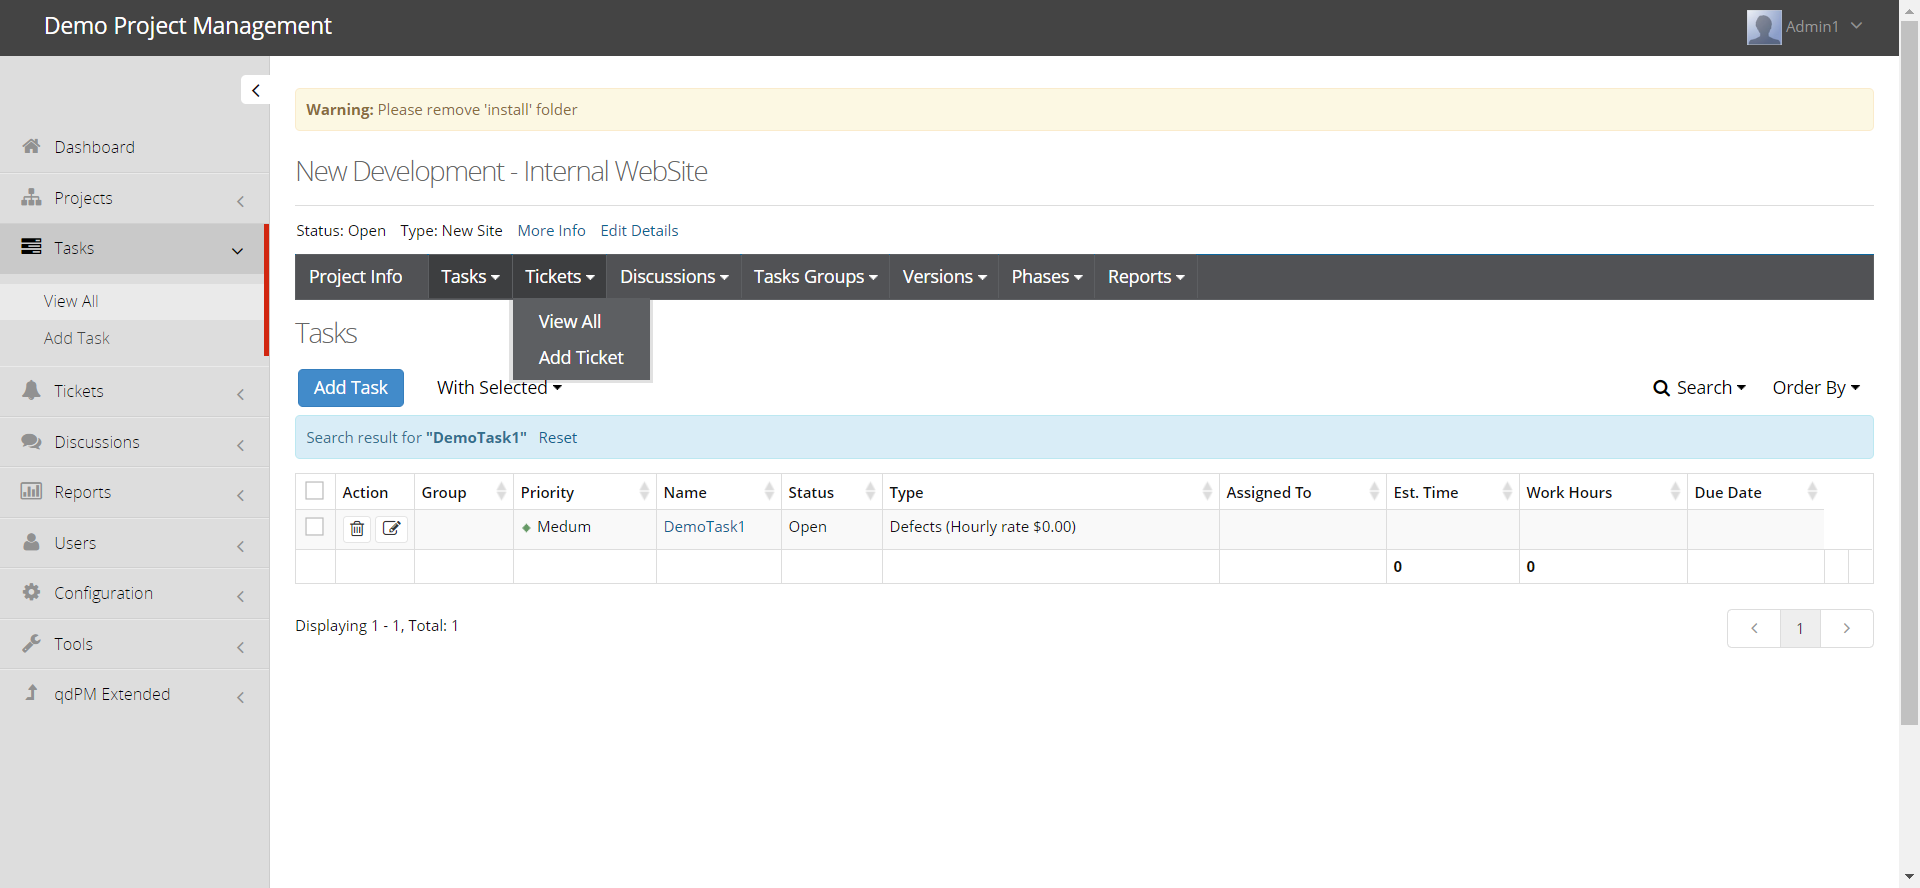 Demo Project Management
Admin1
Dashboard
Projects
Tasks
View All
Add Task
Tickets
Discussions
Reports
Users
Configuration
Tools
qdPM Extended
Warning: Please remove 'install' folder
New Development - Internal WebSite
Status: Open Type: New Site More Info Edit Details
Project Info Tasks Tickets Discussions Tasks Groups Versions Phases Reports
View All
Add Ticket
Tasks
Add Task With Selected Search Order By
Search result for "DemoTask1" Reset
Action Group Priority Name Status Type Assigned To Est. Time Work Hours Due Date
Medum DemoTask1 Open Defects (Hourly rate $0.00)
0 0
Displaying 1 - 1, Total: 1
1